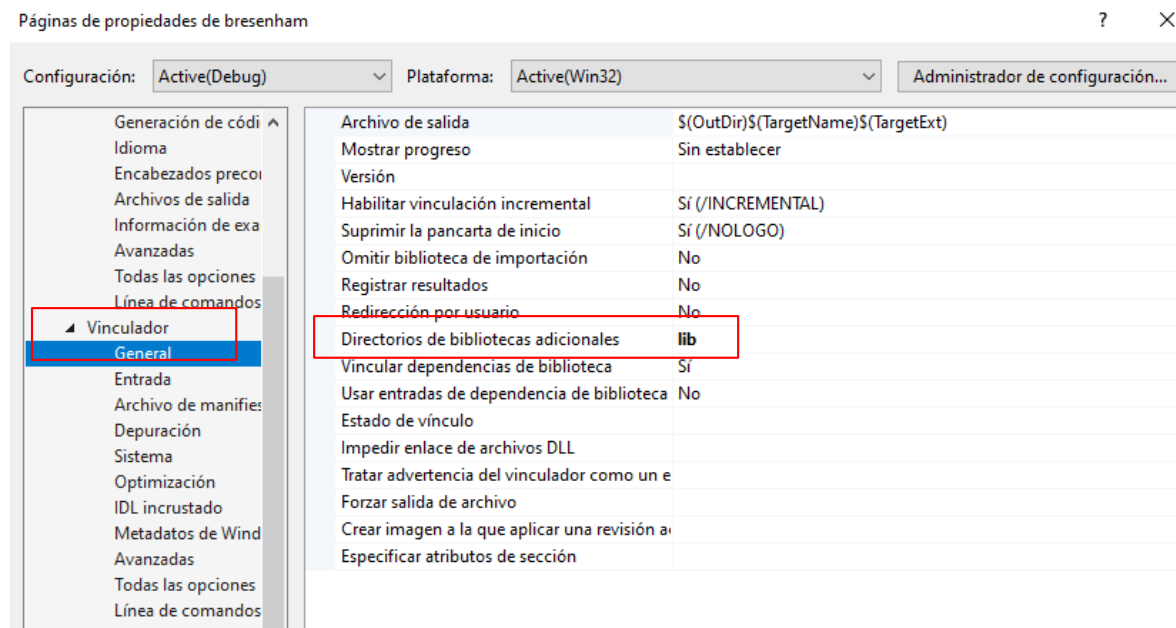 Páginas de propiedades de bresenham ? ×
Configuración: Active(Debug) Plataforma: Active(Win32) Administrador de configuración...
Generación de códi
Idioma
Encabezados precor
Archivos de salida
Información de exa
Avanzadas
Todas las opciones
Línea de comandos
Vinculador
General
Entrada
Archivo de manifies
Depuración
Sistema
Optimización
IDL incrustado
Metadatos de Wind
Avanzadas
Todas las opciones
Línea de comandos
Archivo de salida $(OutDir)$(TargetName)$(TargetExt)
Mostrar progreso Sin establecer
Versión
Habilitar vinculación incremental Sí (/INCREMENTAL)
Suprimir la pancarta de inicio Sí (/NOLOGO)
Omitir biblioteca de importación No
Registrar resultados No
Redirección por usuario No
Directorios de bibliotecas adicionales lib
Vincular dependencias de biblioteca Sí
Usar entradas de dependencia de biblioteca No
Estado de vínculo
Impedir enlace de archivos DLL
Tratar advertencia del vinculador como un e
Forzar salida de archivo
Crear imagen a la que aplicar una revisión a
Especificar atributos de sección